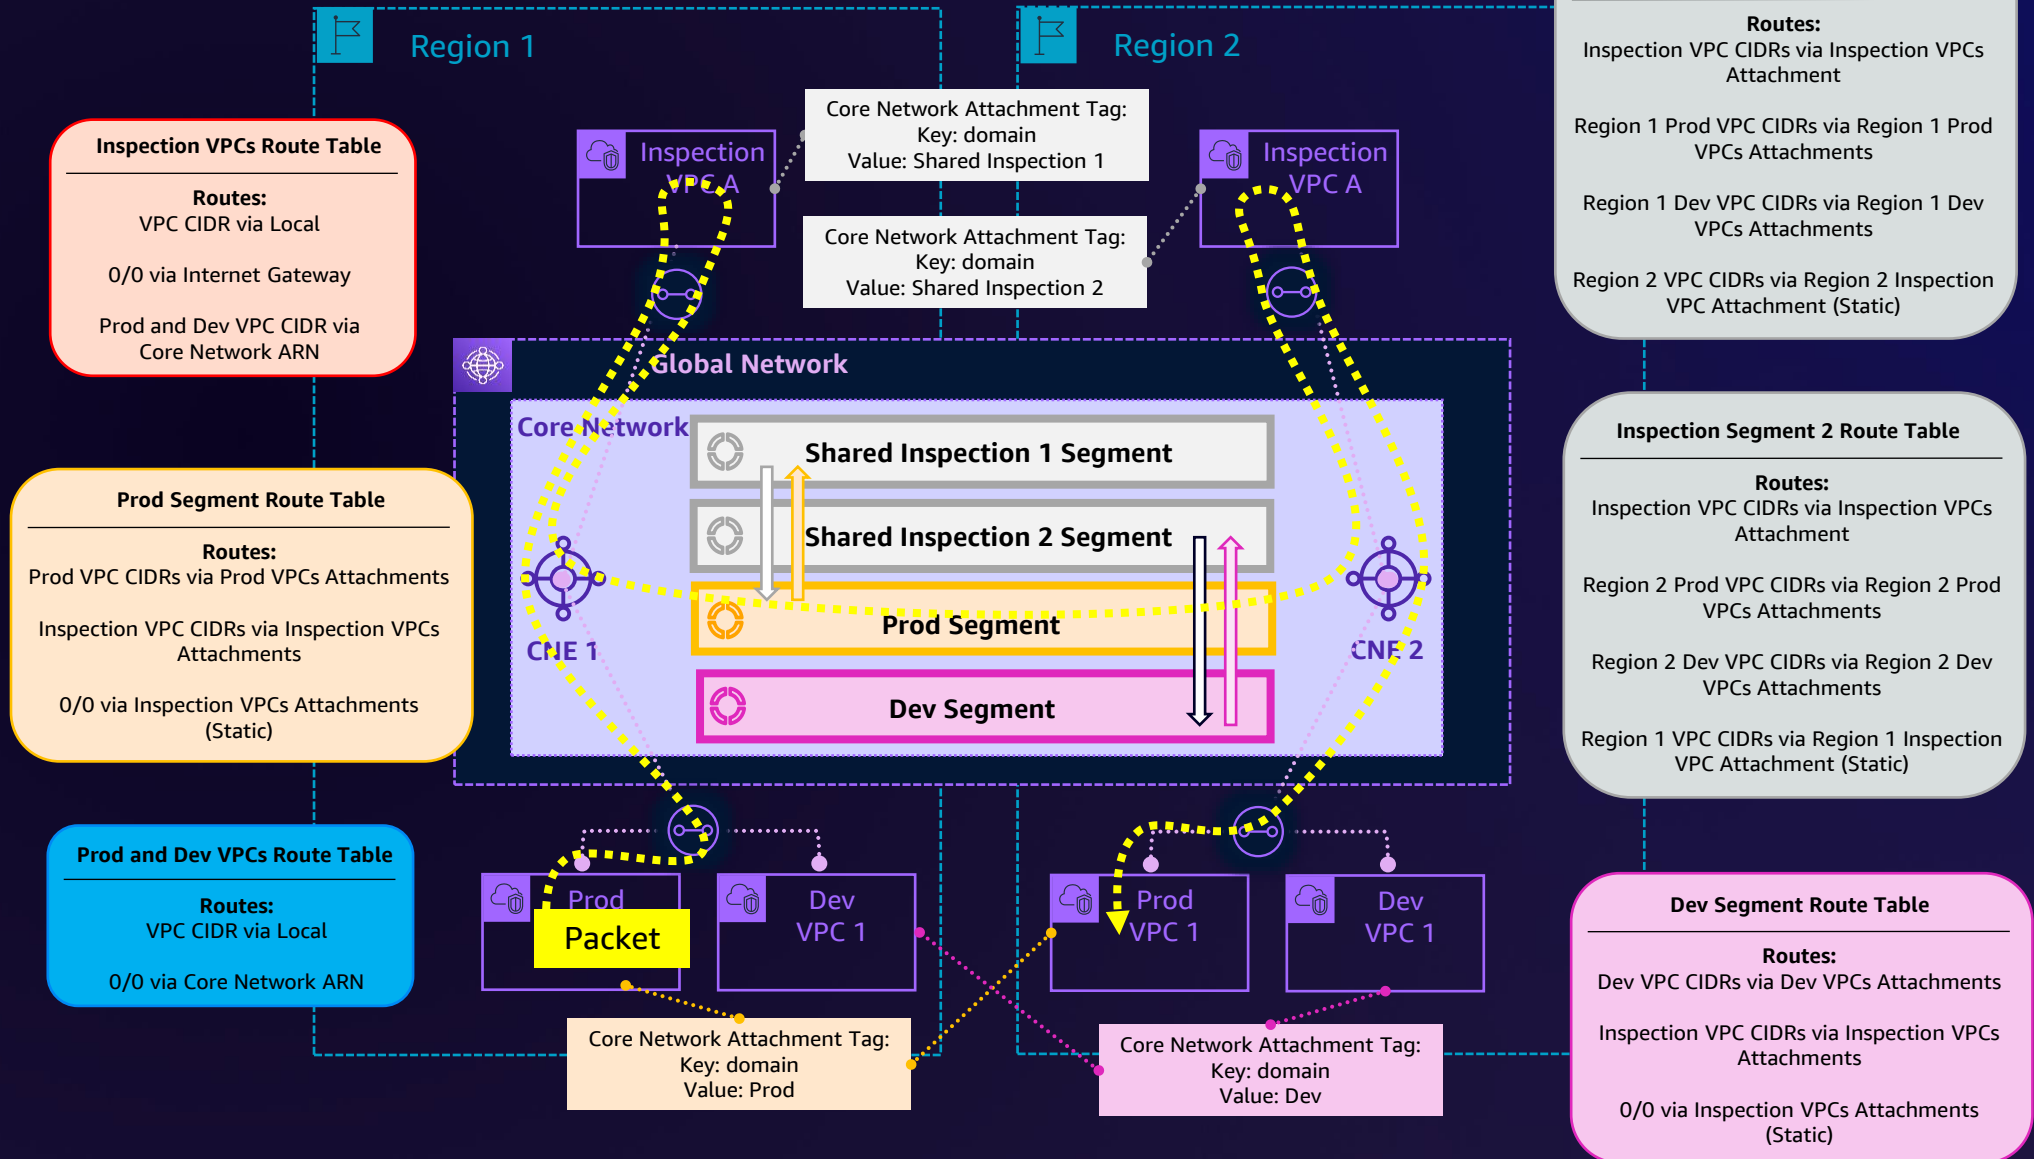 Region 1
Region 2
Inspection VPCs Route Table
Routes:
VPC CIDR via Local
0/0 via Internet Gateway
Prod and Dev VPC CIDR via
Core Network ARN
Prod Segment Route Table
Routes:
Prod VPC CIDRs via Prod VPCs Attachments
Inspection VPC CIDRs via Inspection VPCs
Attachments
0/0 via Inspection VPCs Attachments
(Static)
Prod and Dev VPCs Route Table
Routes:
VPC CIDR via Local
0/0 via Core Network ARN
Inspection
VPC A
Core Network Attachment Tag:
Key: domain
Value: Shared Inspection 1
Core Network Attachment Tag:
Key: domain
Value: Shared Inspection 2
Inspection
VPC A
Global Network
Core Network
Shared Inspection 1 Segment
Shared Inspection 2 Segment
Prod Segment
Dev Segment
CNE 1
CNE 2
Prod
Packet
Dev
VPC 1
Prod
VPC 1
Dev
VPC 1
Core Network Attachment Tag:
Key: domain
Value: Prod
Core Network Attachment Tag:
Key: domain
Value: Dev
Routes:
Inspection VPC CIDRs via Inspection VPCs
Attachment
Region 1 Prod VPC CIDRs via Region 1 Prod
VPCs Attachments
Region 1 Dev VPC CIDRs via Region 1 Dev
VPCs Attachments
Region 2 VPC CIDRs via Region 2 Inspection
VPC Attachment (Static)
Inspection Segment 2 Route Table
Routes:
Inspection VPC CIDRs via Inspection VPCs
Attachment
Region 2 Prod VPC CIDRs via Region 2 Prod
VPCs Attachments
Region 2 Dev VPC CIDRs via Region 2 Dev
VPCs Attachments
Region 1 VPC CIDRs via Region 1 Inspection
VPC Attachment (Static)
Dev Segment Route Table
Routes:
Dev VPC CIDRs via Dev VPCs Attachments
Inspection VPC CIDRs via Inspection VPCs
Attachments
0/0 via Inspection VPCs Attachments
(Static)